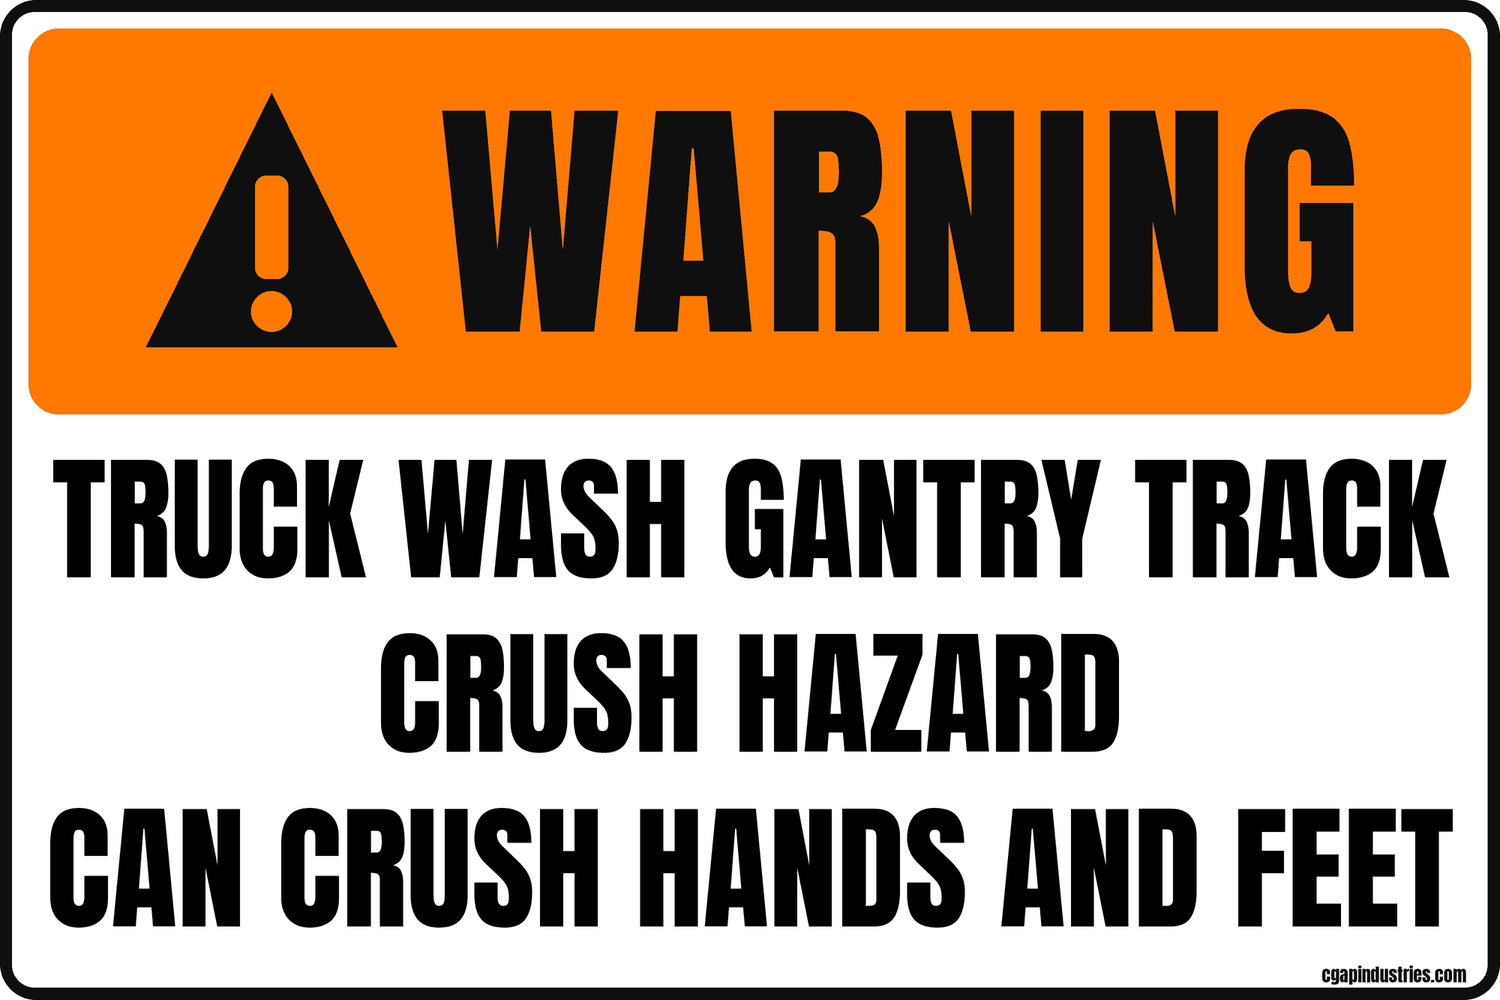 WARNING
TRUCK WASH GANTRY TRACK
CRUSH HAZARD
CAN CRUSH HANDS AND FEET
cgapindustries.com